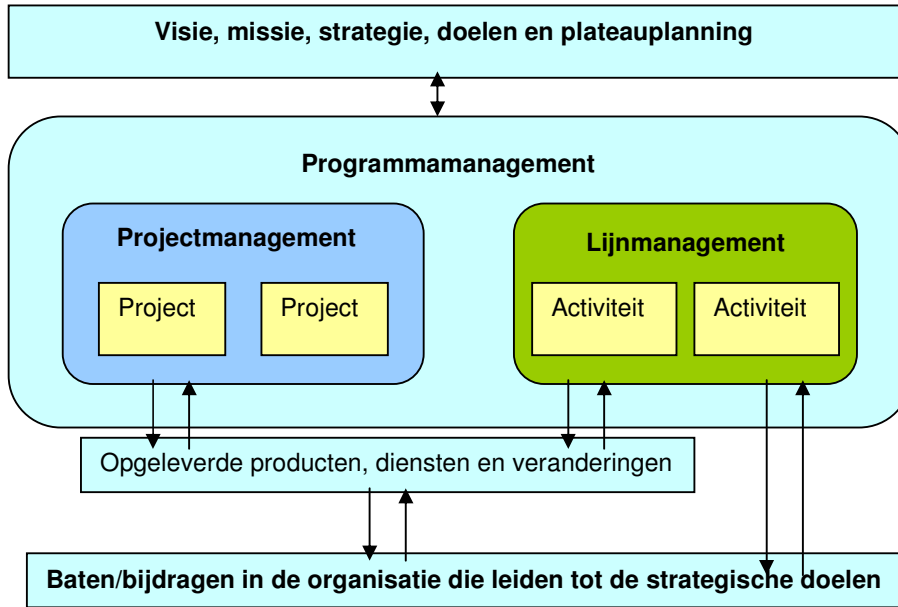 Visie, missie, strategie, doelen en plateauplanning
Programmamanagement
Projectmanagement
Lijnmanagement
Project
Project
Activiteit
Activiteit
Opgeleverde producten, diensten en veranderingen
Baten/bijdragen in de organisatie die leiden tot de strategische doelen